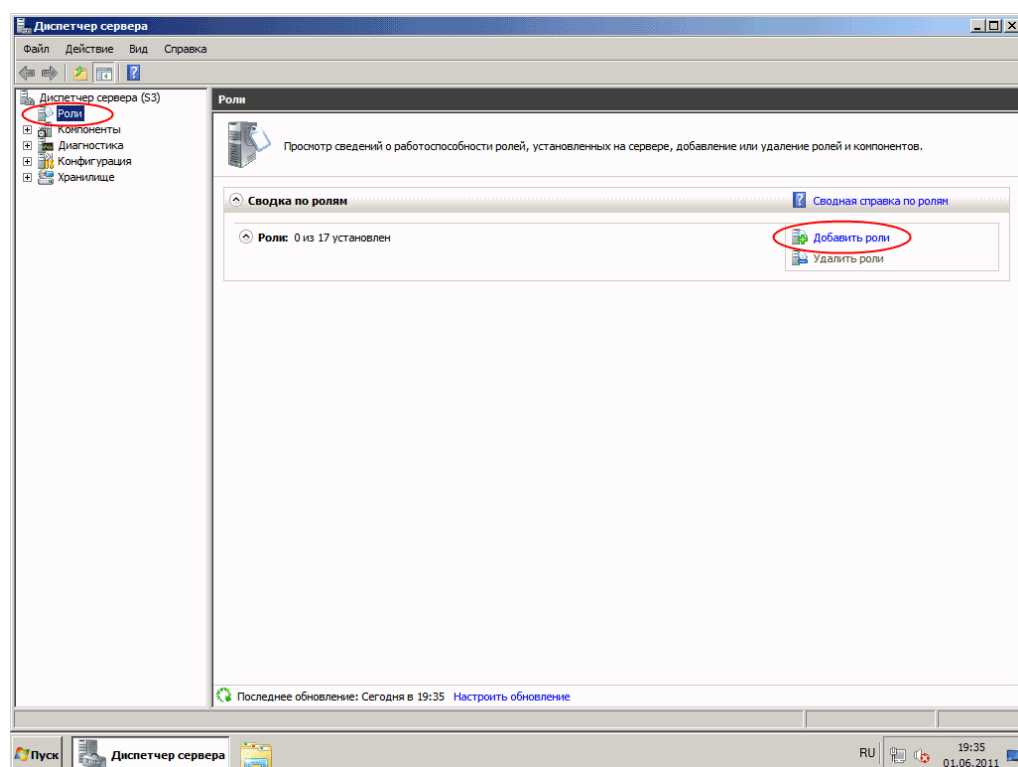 Диспетчер сервера
Файл Действие Вид Справка
Диспетчер сервера (S3)
Роли
Компоненты
Диагностика
Конфигурация
Хранилище
Роли
Просмотр сведений о работоспособности ролей, установленных на сервере, добавление или удаление ролей и компонентов.
Сводка по ролям
Сводная справка по ролям
Роли: 0 из 17 установлен
Добавить роли
Удалить роли
Последнее обновление: Сегодня в 19:35 Настроить обновление
Пуск
Диспетчер сервера
RU
19:35
01.06.2011